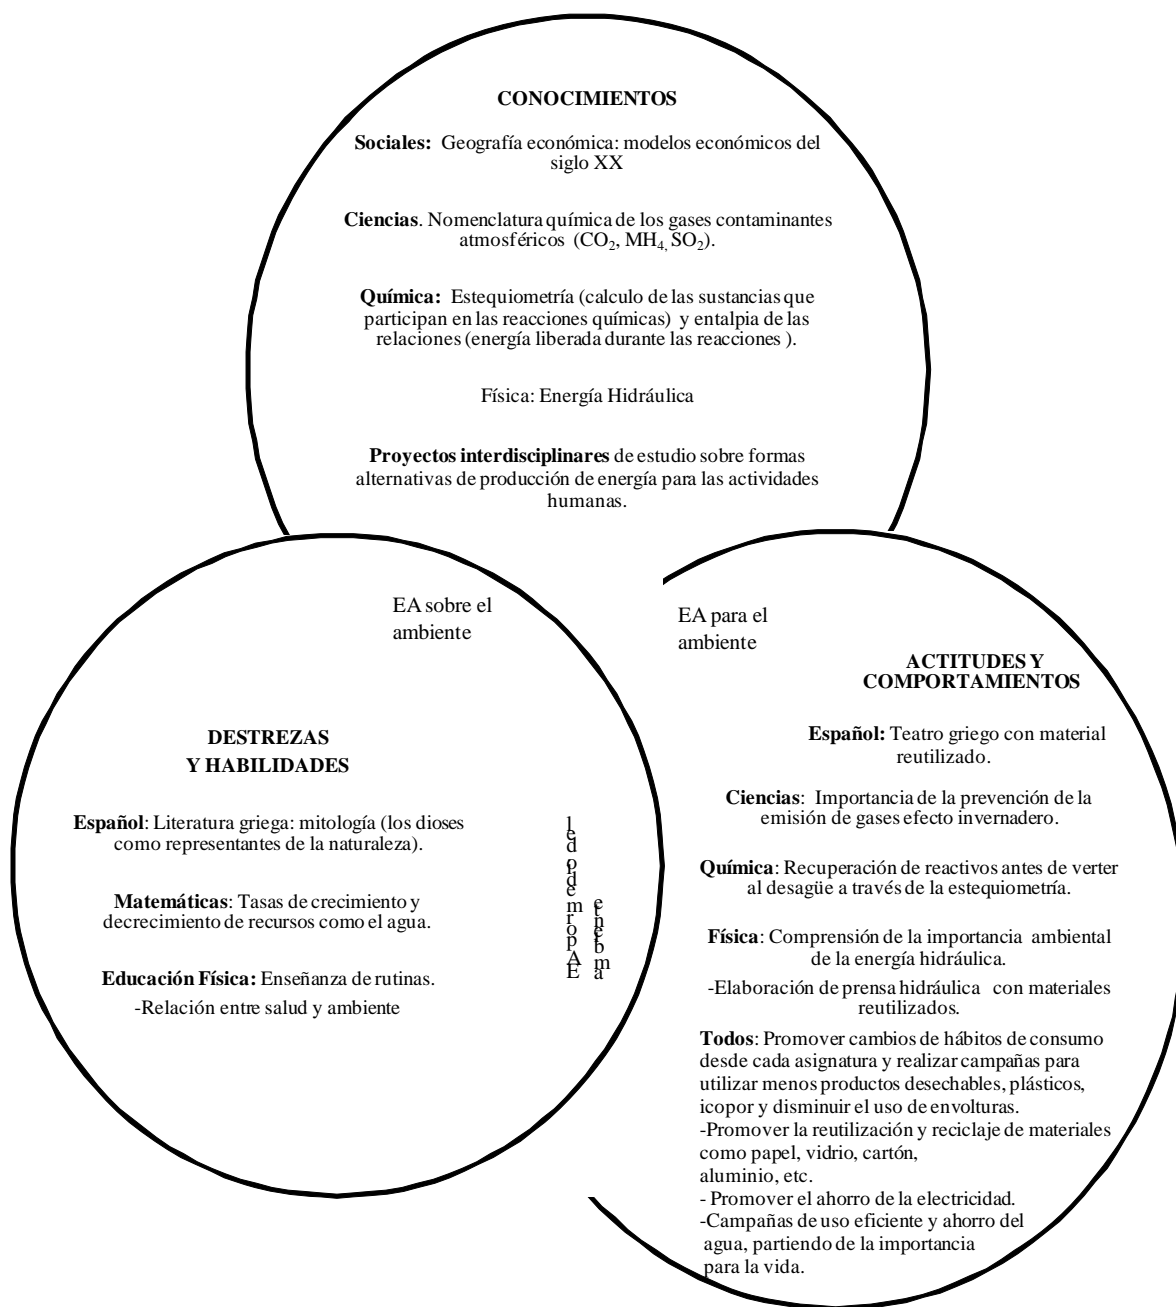 CONOCIMIENTOS
Sociales: Geografía económica: modelos económicos del
siglo XX
Ciencias. Nomenclatura química de los gases contaminantes
atmosféricos (CO₂, MH₄, SO₂).
Química: Estequiometría (calculo de las sustancias que
participan en las reacciones químicas) y entalpia de las
relaciones (energía liberada durante las reacciones ).
Física: Energía Hidráulica
Proyectos interdisciplinares de estudio sobre formas
alternativas de producción de energía para las actividades
humanas.
EA sobre el
ambiente
DESTREZAS
Y HABILIDADES
Español: Literatura griega: mitología (los dioses
como representantes de la naturaleza).
Matemáticas: Tasas de crecimiento y
decrecimiento de recursos como el agua.
Educación Física: Enseñanza de rutinas.
-Relación entre salud y ambiente
EA por medio del
ambiente
EA para el
ambiente
ACTITUDES Y
COMPORTAMIENTOS
Español: Teatro griego con material
reutilizado.
Ciencias: Importancia de la prevención de la
emisión de gases efecto invernadero.
Química: Recuperación de reactivos antes de verter
al desagüe a través de la estequiometría.
Física: Comprensión de la importancia ambiental
de la energía hidráulica.
-Elaboración de prensa hidráulica con materiales
reutilizados.
Todos: Promover cambios de hábitos de consumo
desde cada asignatura y realizar campañas para
utilizar menos productos desechables, plásticos,
icopor y disminuir el uso de envolturas.
-Promover la reutilización y reciclaje de materiales
como papel, vidrio, cartón,
aluminio, etc.
- Promover el ahorro de la electricidad.
-Campañas de uso eficiente y ahorro del
agua, partiendo de la importancia
para la vida.